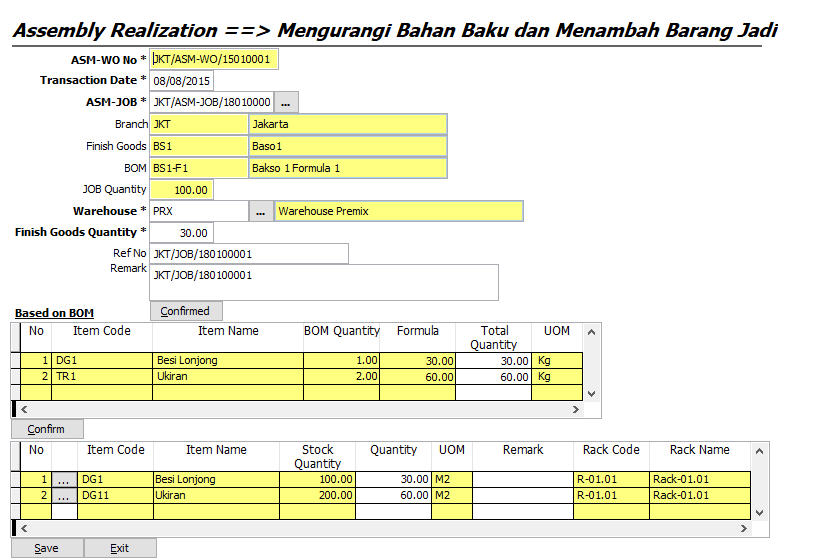 Assembly Realization ==> Mengurangi Bahan Baku dan Menambah Barang Jadi
ASM-WO No * JKT/ASM-WO/15010001
Transaction Date * 08/08/2015
ASM-JOB * JKT/ASM-JOB/18010000 ...
Branch JKT Jakarta
Finish Goods BS1 Baso1
BOM BS1-F1 Bakso 1 Formula 1
JOB Quantity 100.00
Warehouse * PRX ... Warehouse Premix
Finish Goods Quantity * 30.00
Ref No JKT/JOB/180100001
Remark JKT/JOB/180100001
Based on BOM Confirmed
No Item Code Item Name BOM Quantity Formula Total Quantity UOM
1 DG1 Besi Lonjong 1.00 30.00 30.00 Kg
2 TR1 Ukiran 2.00 60.00 60.00 Kg
Confirm
No Item Code Item Name Stock Quantity Quantity UOM Remark Rack Code Rack Name
1 ... DG1 Besi Lonjong 100.00 30.00 M2 R-01.01 Rack-01.01
2 ... DG11 Ukiran 200.00 60.00 M2 R-01.01 Rack-01.01
Save Exit